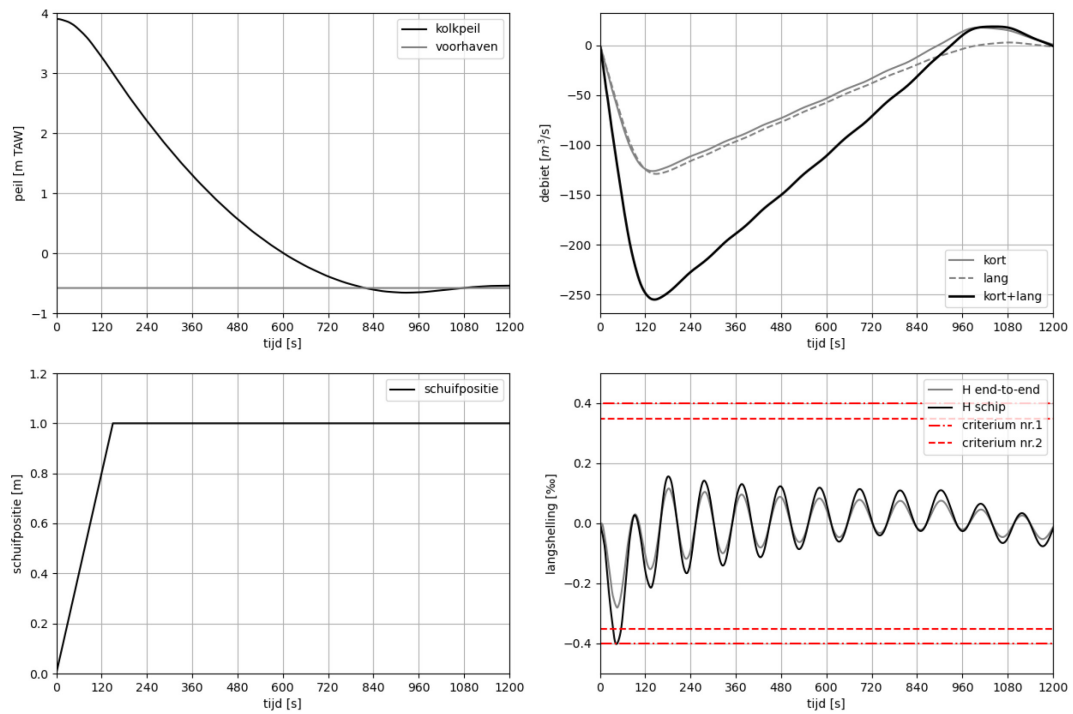 4
3
2
1
0
−1
peil [m TAW]
kolkpeil
voorhaven
0 120 240 360 480 600 720 840 960 1080 1200
tijd [s]
0
−50
−100
−150
−200
−250
debiet [m³/s]
kort
lang
kort+lang
0 120 240 360 480 600 720 840 960 1080 1200
tijd [s]
1.2
1.0
0.8
0.6
0.4
0.2
0.0
schuifpositie [m]
schuifpositie
0 120 240 360 480 600 720 840 960 1080 1200
tijd [s]
0.4
0.2
0.0
−0.2
−0.4
langshelling [‰]
H end-to-end
H schip
criterium nr.1
criterium nr.2
0 120 240 360 480 600 720 840 960 1080 1200
tijd [s]